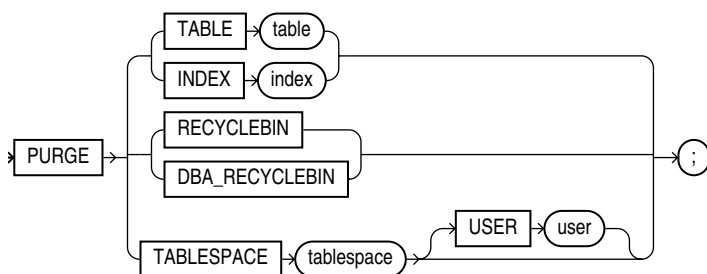 TABLE table
INDEX index
RECYCLEBIN
PURGE ;
DBA_RECYCLEBIN
USER user
TABLESPACE tablespace